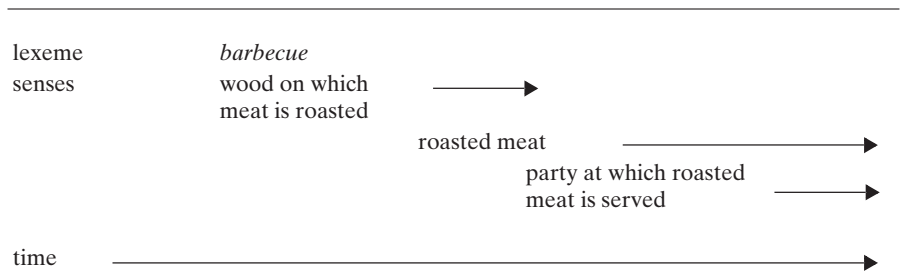 lexeme barbecue
senses wood on which
meat is roasted
roasted meat
party at which roasted
meat is served
time